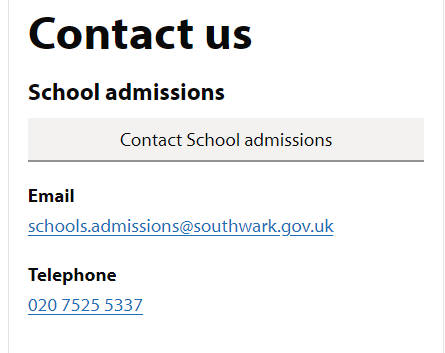 Contact us
School admissions
Contact School admissions
Email
schools.admissions@southwark.gov.uk
Telephone
020 7525 5337